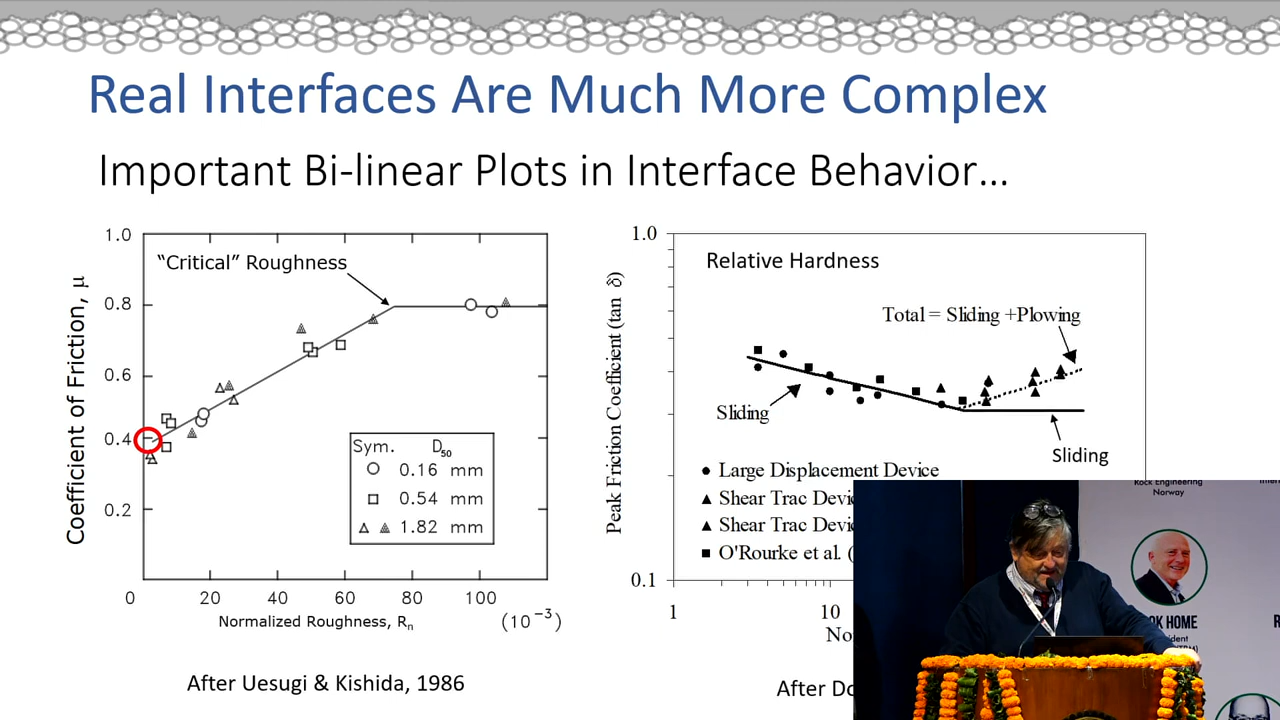 Real Interfaces Are Much More Complex
Important Bi-linear Plots in Interface Behavior...
1.0
0.8
0.6
0.4
0.2
Coefficient of Friction, μ
"Critical" Roughness
Sym. D50
0.16 mm
0.54 mm
1.82 mm
0 20 40 60 80 100 (10⁻³)
Normalized Roughness, Rn
After Uesugi & Kishida, 1986
1.0
0.1
Peak Friction Coefficient (tan δ)
Relative Hardness
Total = Sliding +Plowing
Sliding
Sliding
Large Displacement Device
Shear Trac
Shear Trac
O'Rourke et al.
1 10
After
Rock Engineering
Norway
HOME